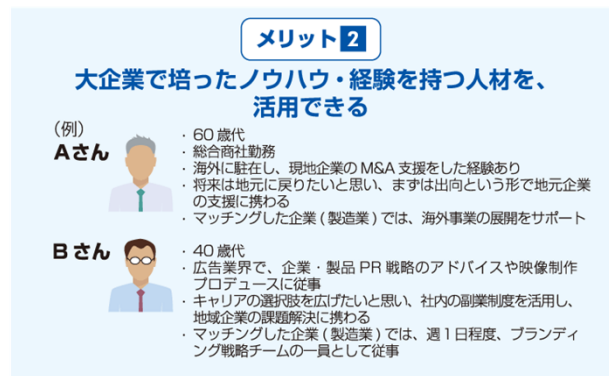 メリット2
大企業で培ったノウハウ・経験を持つ人材を、
活用できる
（例）
Aさん
・60歳代
・総合商社勤務
・海外に駐在し、現地企業のM&A支援をした経験あり
・将来は地元に戻りたいと思い、まずは出向という形で地元企業
の支援に携わる
・マッチングした企業(製造業)では、海外事業の展開をサポート
Bさん
・40歳代
・広告業界で、企業・製品PR戦略のアドバイスや映像制作
プロデュースに従事
・キャリアの選択肢を広げたいと思い、社内の副業制度を活用し、
地域企業の課題解決に携わる
・マッチングした企業(製造業)では、週1日程度、ブランディ
ング戦略チームの一員として従事